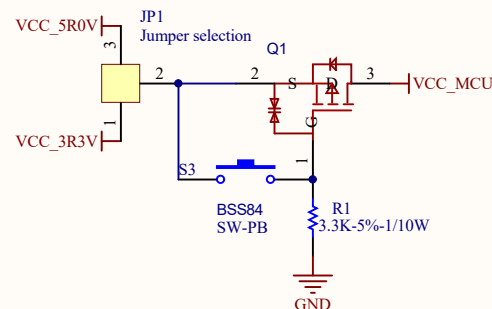 VCC_5R0V
JP1
Jumper selection
3
Q1
2
2
S
D
3
VCC_MCU
1
G
VCC_3R3V
1
S3
BSS84
SW-PB
R1
3.3K-5%-1/10W
GND